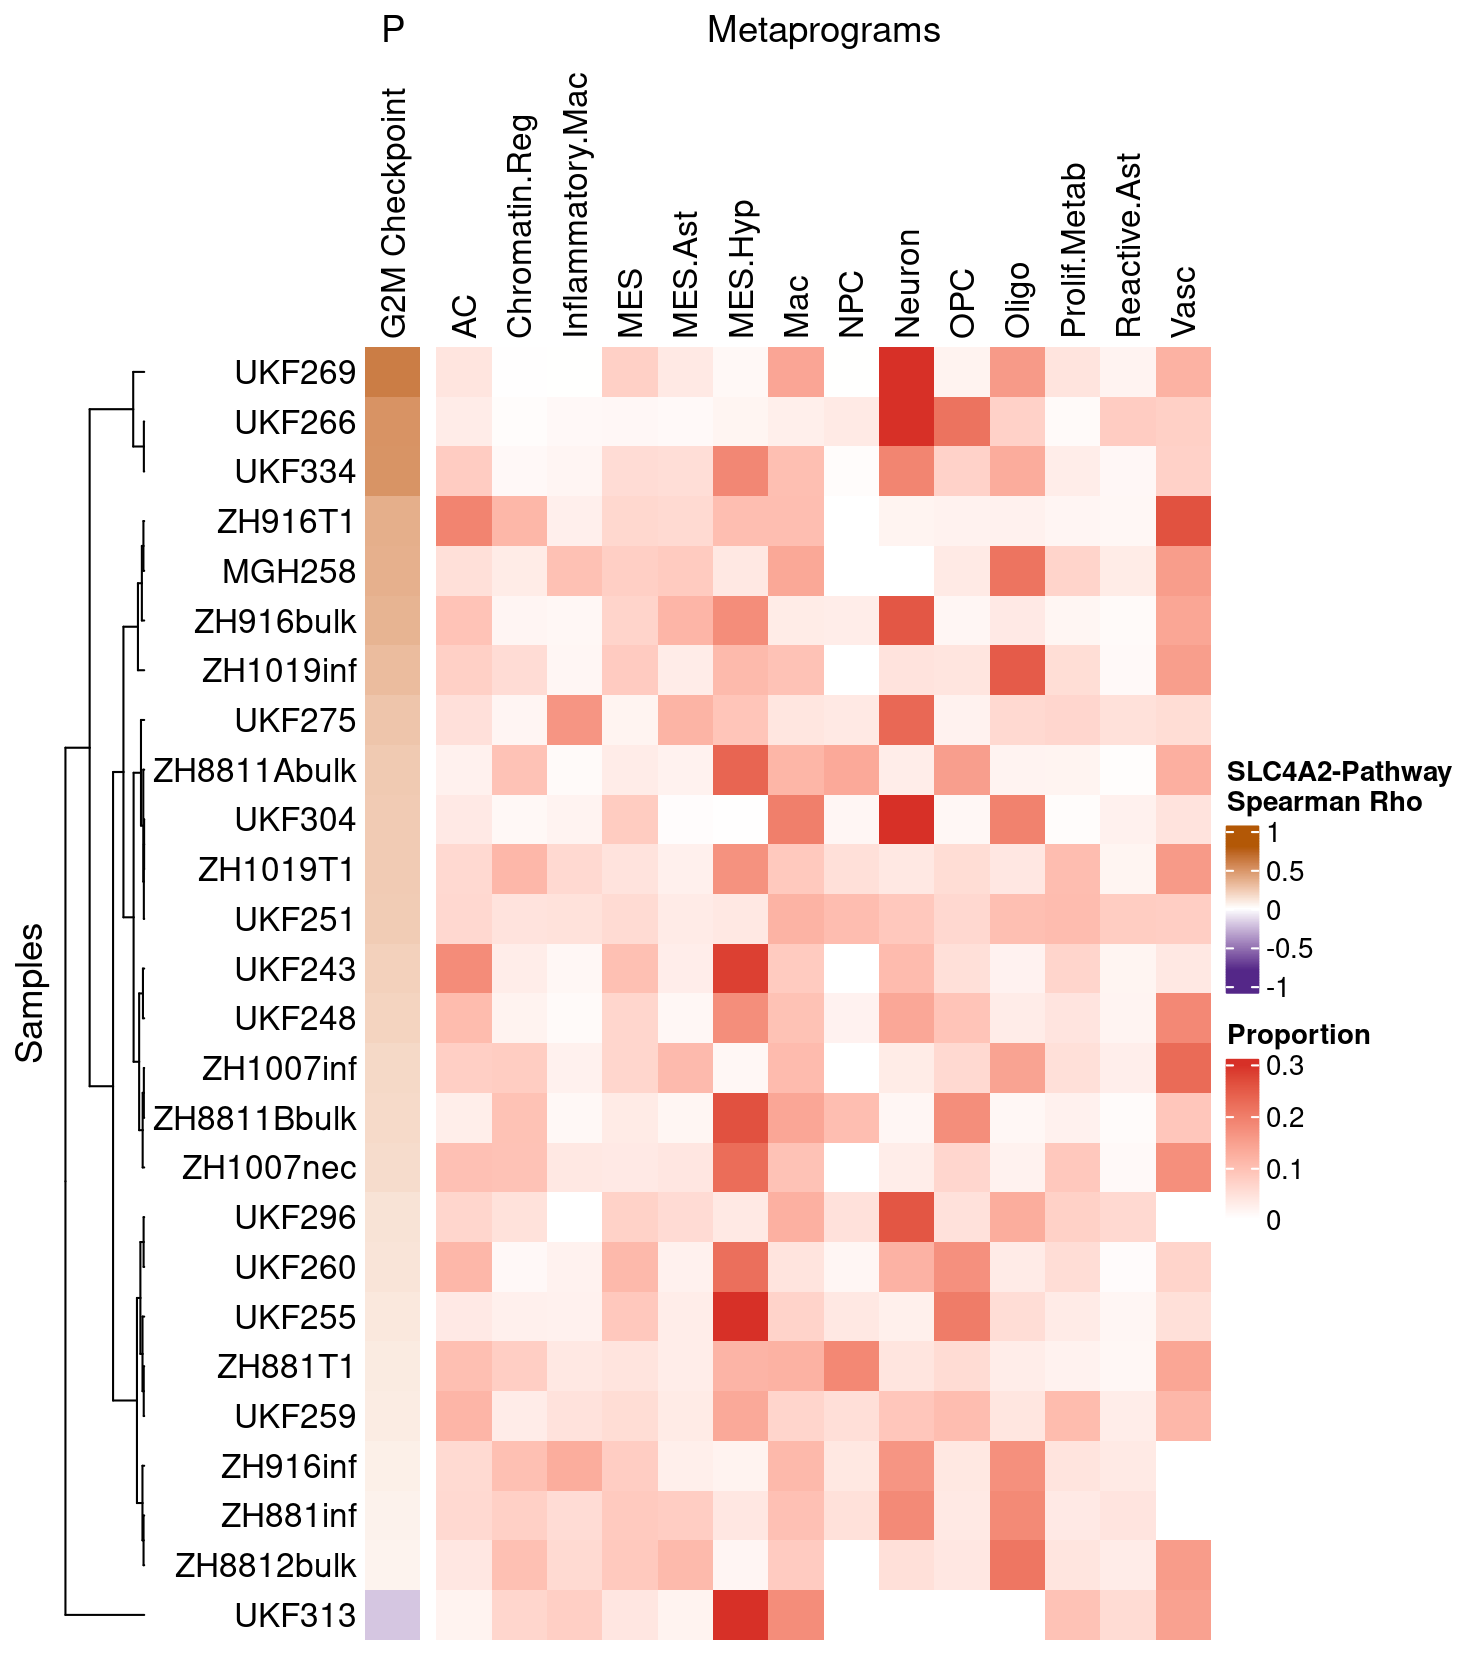 P
Metaprograms
G2M Checkpoint
AC
Chromatin.Reg
Inflammatory.Mac
MES
MES.Ast
MES.Hyp
Mac
NPC
Neuron
OPC
Oligo
Prolif.Metab
Reactive.Ast
Vasc
Samples
UKF269
UKF266
UKF334
ZH916T1
MGH258
ZH916bulk
ZH1019inf
UKF275
ZH8811Abulk
UKF304
ZH1019T1
UKF251
UKF243
UKF248
ZH1007inf
ZH8811Bbulk
ZH1007nec
UKF296
UKF260
UKF255
ZH881T1
UKF259
ZH916inf
ZH881inf
ZH8812bulk
UKF313
SLC4A2-Pathway
Spearman Rho
1
0.5
0
-0.5
-1
Proportion
0.3
0.2
0.1
0